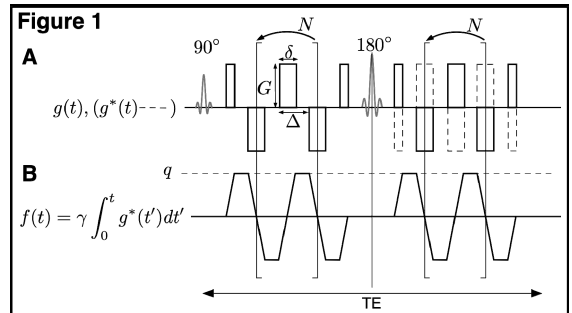 Figure 1
A
90°
N
δ
G
Δ
180°
N
g(t), (g*(t)- - - )
B
q
f(t) = γ ∫₀ᵗ g*(t′)dt′
TE